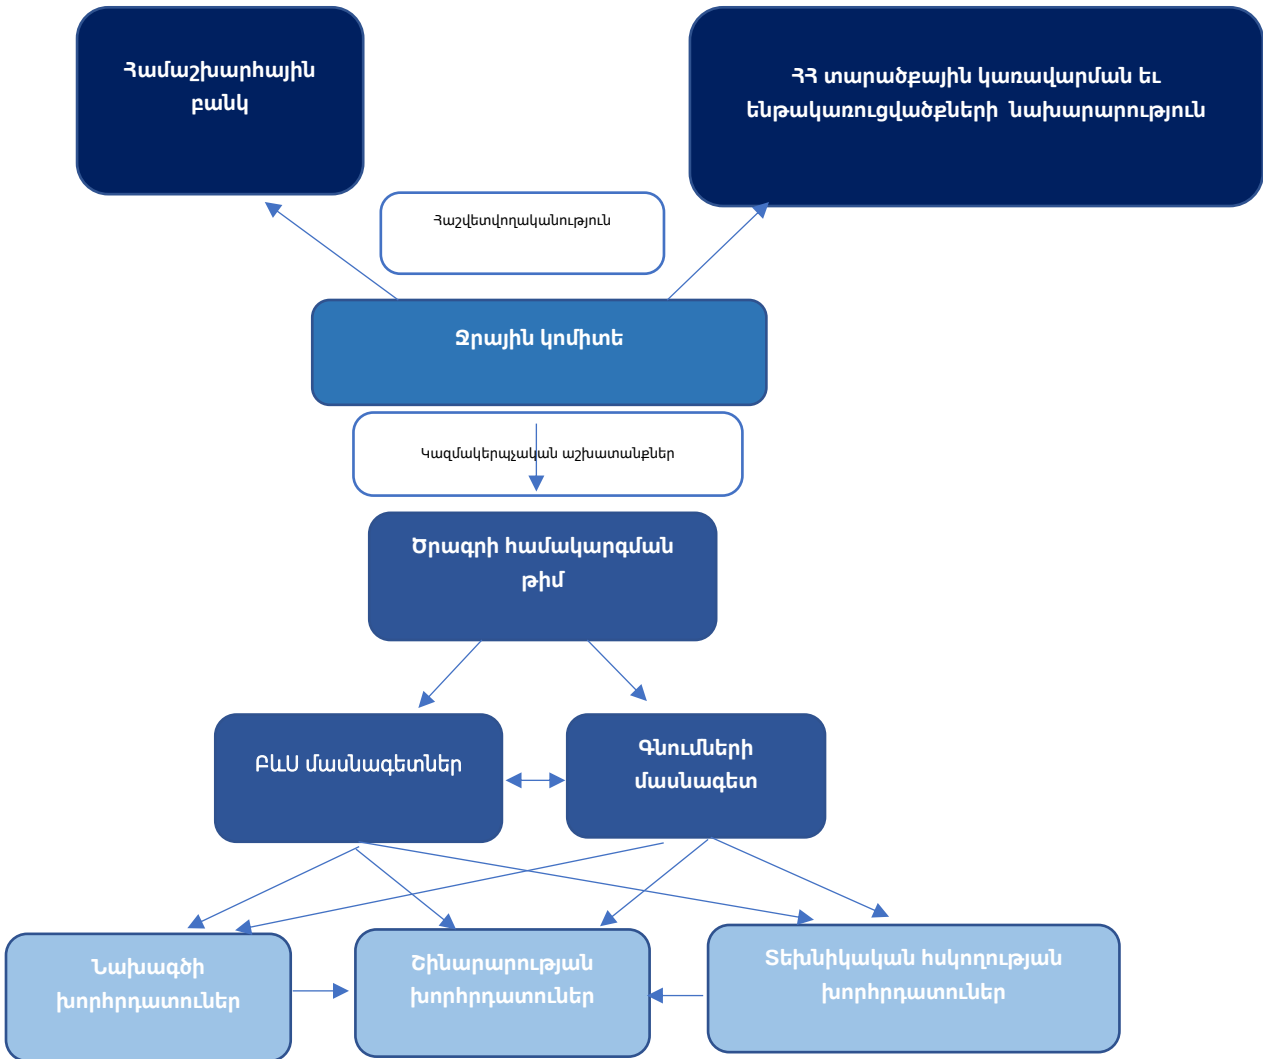 Համաշխարհային
բանկ
ՀՀ տարածքային կառավարման եւ
ենթակառուցվածքների նախարարություն
Հաշվետվողականություն
Ջրային կոմիտե
Կազմակերպչական աշխատանքներ
Ծրագրի համակարգման
թիմ
ԲևՍ մասնագետներ
Գնումների
մասնագետ
Նախագծի
խորհրդատուներ
Շինարարության
խորհրդատուներ
Տեխնիկական հսկողության
խորհրդատուներ